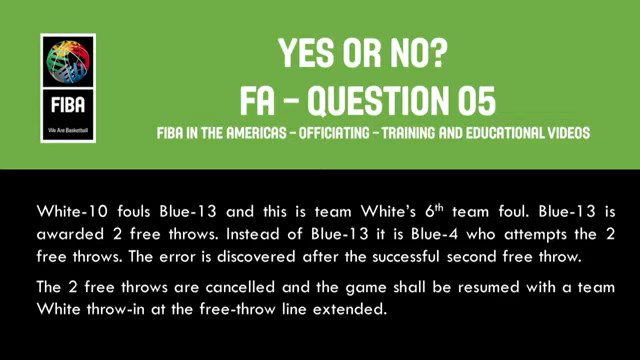 YES OR NO?
FA – QUESTION 05
FIBA IN THE AMERICAS – OFFICIATING – TRAINING AND EDUCATIONAL VIDEOS
FIBA
We Are Basketball
White-10 fouls Blue-13 and this is team White's 6th team foul. Blue-13 is
awarded 2 free throws. Instead of Blue-13 it is Blue-4 who attempts the 2
free throws. The error is discovered after the successful second free throw.
The 2 free throws are cancelled and the game shall be resumed with a team
White throw-in at the free-throw line extended.